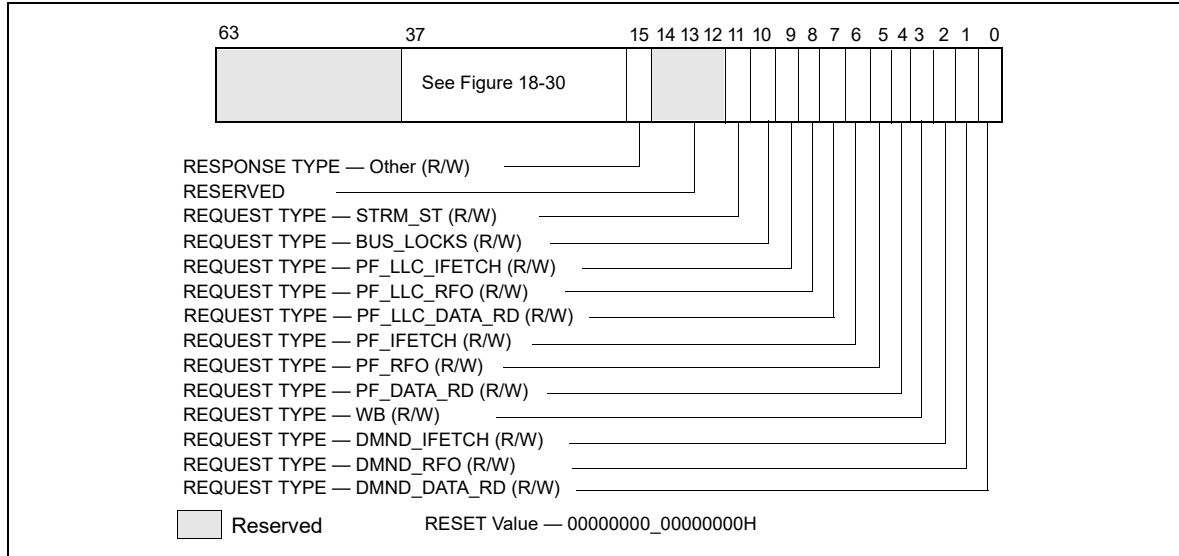 63 37 15 14 13 12 11 10 9 8 7 6 5 4 3 2 1 0
See Figure 18-30
RESPONSE TYPE — Other (R/W)
RESERVED
REQUEST TYPE — STRM_ST (R/W)
REQUEST TYPE — BUS_LOCKS (R/W)
REQUEST TYPE — PF_LLC_IFETCH (R/W)
REQUEST TYPE — PF_LLC_RFO (R/W)
REQUEST TYPE — PF_LLC_DATA_RD (R/W)
REQUEST TYPE — PF_IFETCH (R/W)
REQUEST TYPE — PF_RFO (R/W)
REQUEST TYPE — PF_DATA_RD (R/W)
REQUEST TYPE — WB (R/W)
REQUEST TYPE — DMND_IFETCH (R/W)
REQUEST TYPE — DMND_RFO (R/W)
REQUEST TYPE — DMND_DATA_RD (R/W)
Reserved RESET Value — 00000000_00000000H